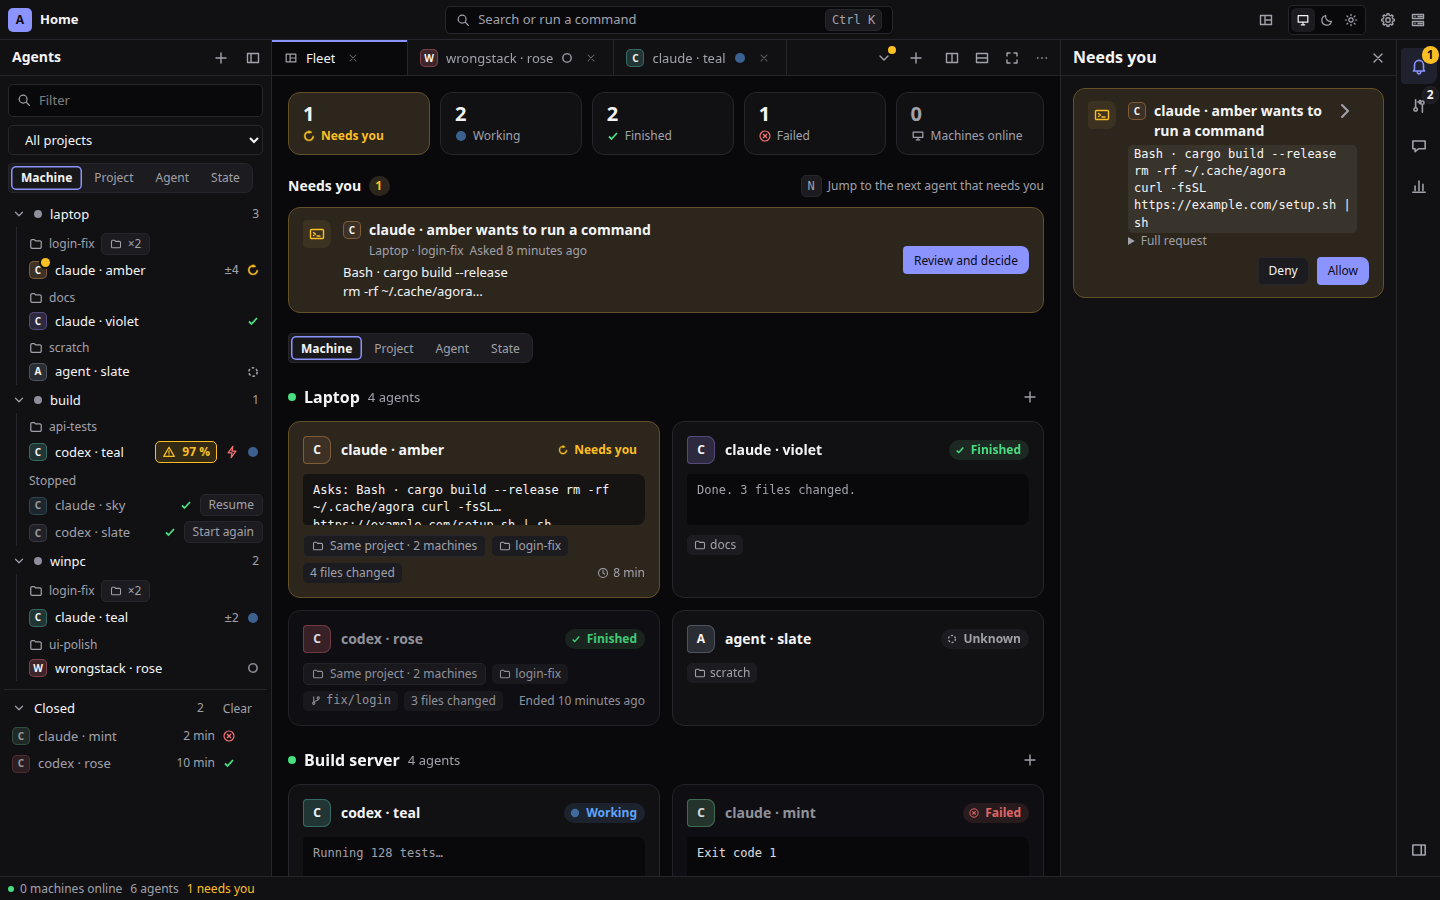 A Home
Search or run a command Ctrl K
Agents
Filter
All projects
Machine Project Agent State
laptop 3
login-fix ×2
C claude · amber ±4
docs
C claude · violet
scratch
A agent · slate
build 1
api-tests
C codex · teal 97 %
Stopped
C claude · sky Resume
C codex · slate Start again
winpc 2
login-fix ×2
C claude · teal ±2
ui-polish
W wrongstack · rose
Closed 2 Clear
C claude · mint 2 min
C codex · rose 10 min
Fleet
W wrongstack · rose
C claude · teal
1 Needs you
2 Working
2 Finished
1 Failed
0 Machines online
Needs you 1
N Jump to the next agent that needs you
C claude · amber wants to run a command
Laptop · login-fix Asked 8 minutes ago
Bash · cargo build --release
rm -rf ~/.cache/agora...
Review and decide
Machine Project Agent State
Laptop 4 agents
C claude · amber Needs you
Asks: Bash · cargo build --release rm -rf
~/.cache/agora curl -fsSL…
https://example.com/setup.sh | sh
Same project · 2 machines login-fix
4 files changed 8 min
C claude · violet Finished
Done. 3 files changed.
docs
C codex · rose Finished
Same project · 2 machines login-fix
fix/login 3 files changed Ended 10 minutes ago
A agent · slate Unknown
scratch
Build server 4 agents
C codex · teal Working
Running 128 tests…
C claude · mint Failed
Exit code 1
Needs you
C claude · amber wants to
run a command
Bash · cargo build --release
rm -rf ~/.cache/agora
curl -fsSL
https://example.com/setup.sh |
sh
Full request
Deny Allow
1
2
0 machines online 6 agents 1 needs you